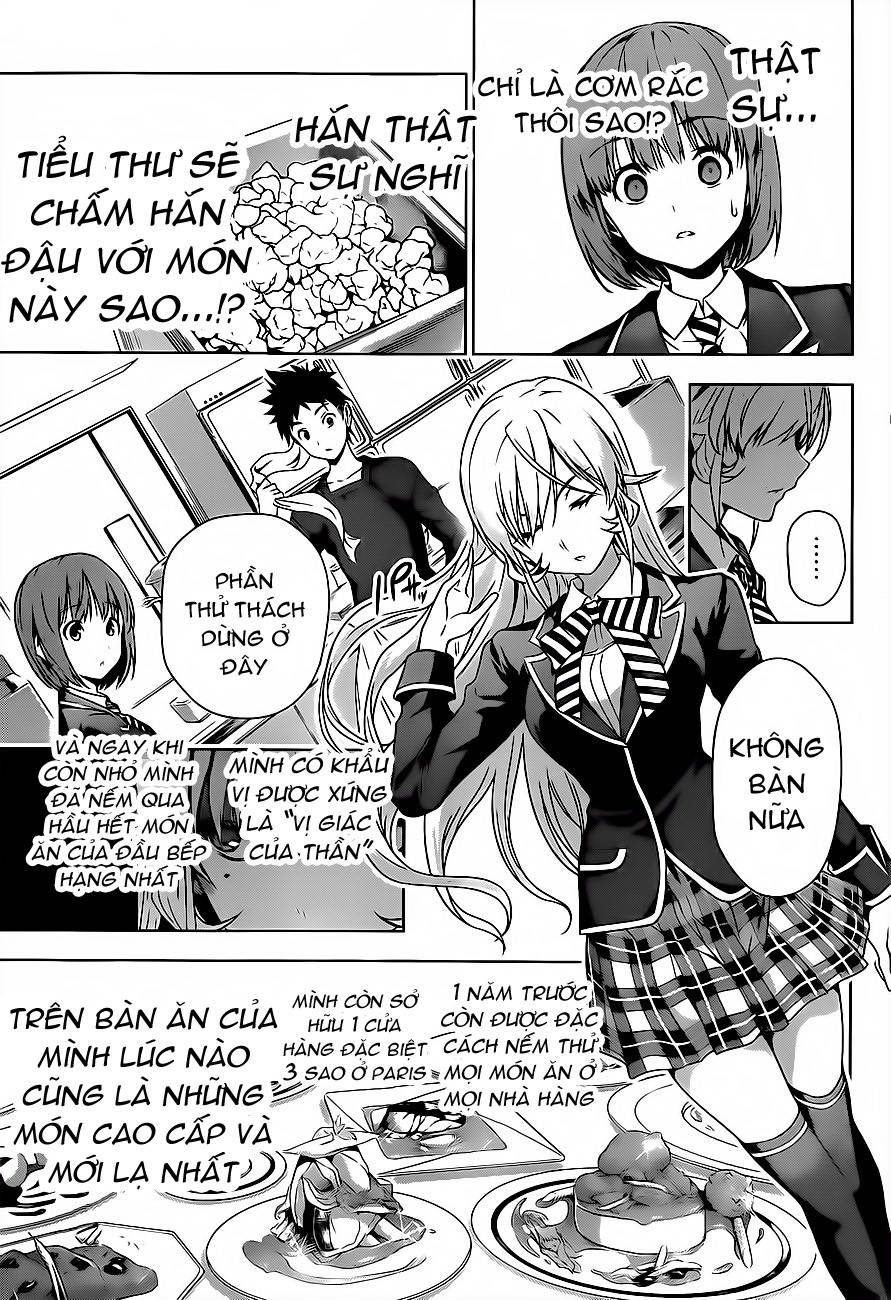 THẬT
SỰ...
CHỈ LÀ CƠM RẮC
THÔI SAO!?
HẮN THẬT
SỰ NGHĨ
TIỂU THƯ SẼ
CHẤM HẮN
ĐẬU VỚI MÓN
NÀY SAO...!?
......
KHÔNG
BÀN
NỮA
PHẦN
THỬ THÁCH
DỪNG Ở
ĐÂY
MÌNH CÓ KHẨU
VỊ ĐƯỢC XỨNG
LÀ "VỊ GIÁC
CỦA THẦN"
VÀ NGAY KHI
CÒN NHỎ MÌNH
ĐÃ NẾM QUA
HẦU HẾT MÓN
ĂN CỦA ĐẦU BẾP
HẠNG NHẤT
1 NĂM TRƯỚC
CÒN ĐƯỢC ĐẶC
CÁCH NẾM THỬ
MỌI MÓN ĂN Ở
MỌI NHÀ HÀNG
MÌNH CÒN SỞ
HỮU 1 CỬA
HÀNG ĐẶC BIỆT
3 SAO Ở PARIS
TRÊN BÀN ĂN CỦA
MÌNH LÚC NÀO
CŨNG LÀ NHỮNG
MÓN CAO CẤP VÀ
MỚI LẠ NHẤT